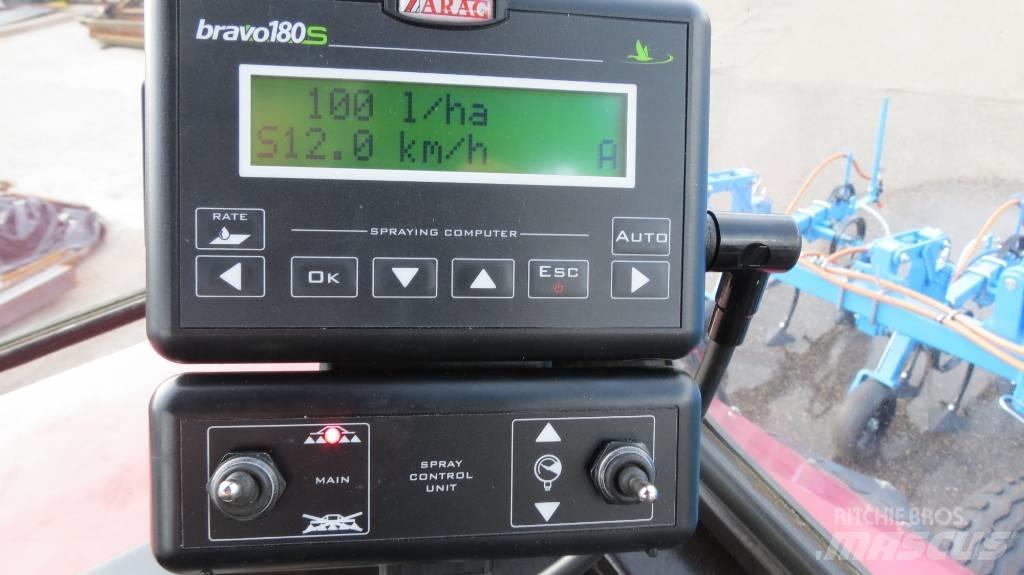 ARAG
bravo180S
100 l/ha
S12.0 km/h A
RATE
SPRAYING COMPUTER
AUTO
OK
ESC
MAIN
SPRAY
CONTROL
UNIT
RITCHIE BROS.
MASCUS